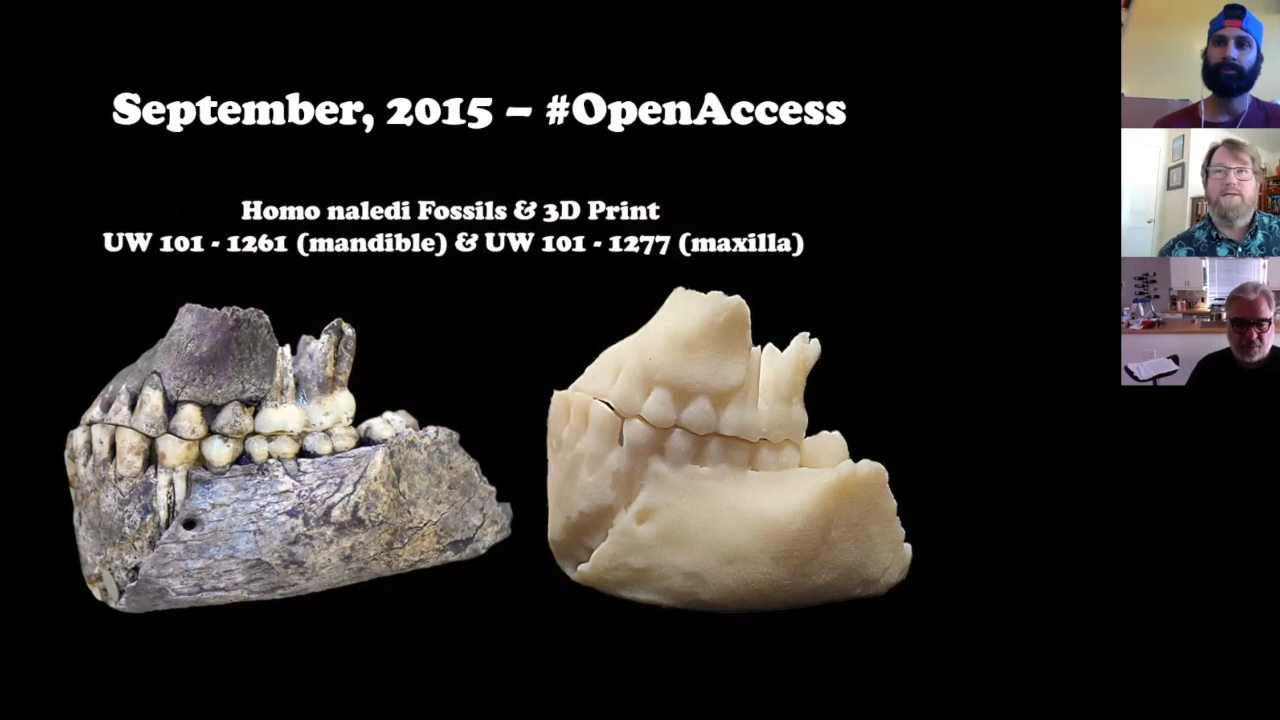 September, 2015 – #OpenAccess
Homo naledi Fossils & 3D Print
UW 101 - 1261 (mandible) & UW 101 - 1277 (maxilla)